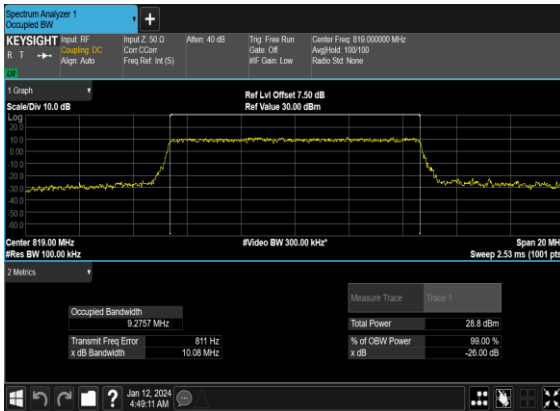 Spectrum Analyzer 1
Occupied BW
+
KEYSIGHT
R T
LXI
Input: RF
Coupling: DC
Align: Auto
Input Z: 50 Ω
Corr CCorr
Freq Ref: Int (S)
Atten: 40 dB
Trig: Free Run
Gate: Off
#IF Gain: Low
Center Freq: 819.000000 MHz
Avg|Hold: 100/100
Radio Std: None
1 Graph
Scale/Div 10.0 dB
Ref Lvl Offset 7.50 dB
Ref Value 30.00 dBm
Log
20.0
10.0
0.00
-10.0
-20.0
-30.0
-40.0
-50.0
-60.0
Center 819.00 MHz
#Res BW 100.00 kHz
#Video BW 300.00 kHz*
Span 20 MH
Sweep 2.53 ms (1001 pts
2 Metrics
Measure Trace Trace 1
Occupied Bandwidth
9.2757 MHz
Total Power 28.8 dBm
Transmit Freq Error 811 Hz
% of OBW Power 99.00 %
x dB Bandwidth 10.08 MHz
x dB -26.00 dB
?
Jan 12, 2024
4:49:11 AM